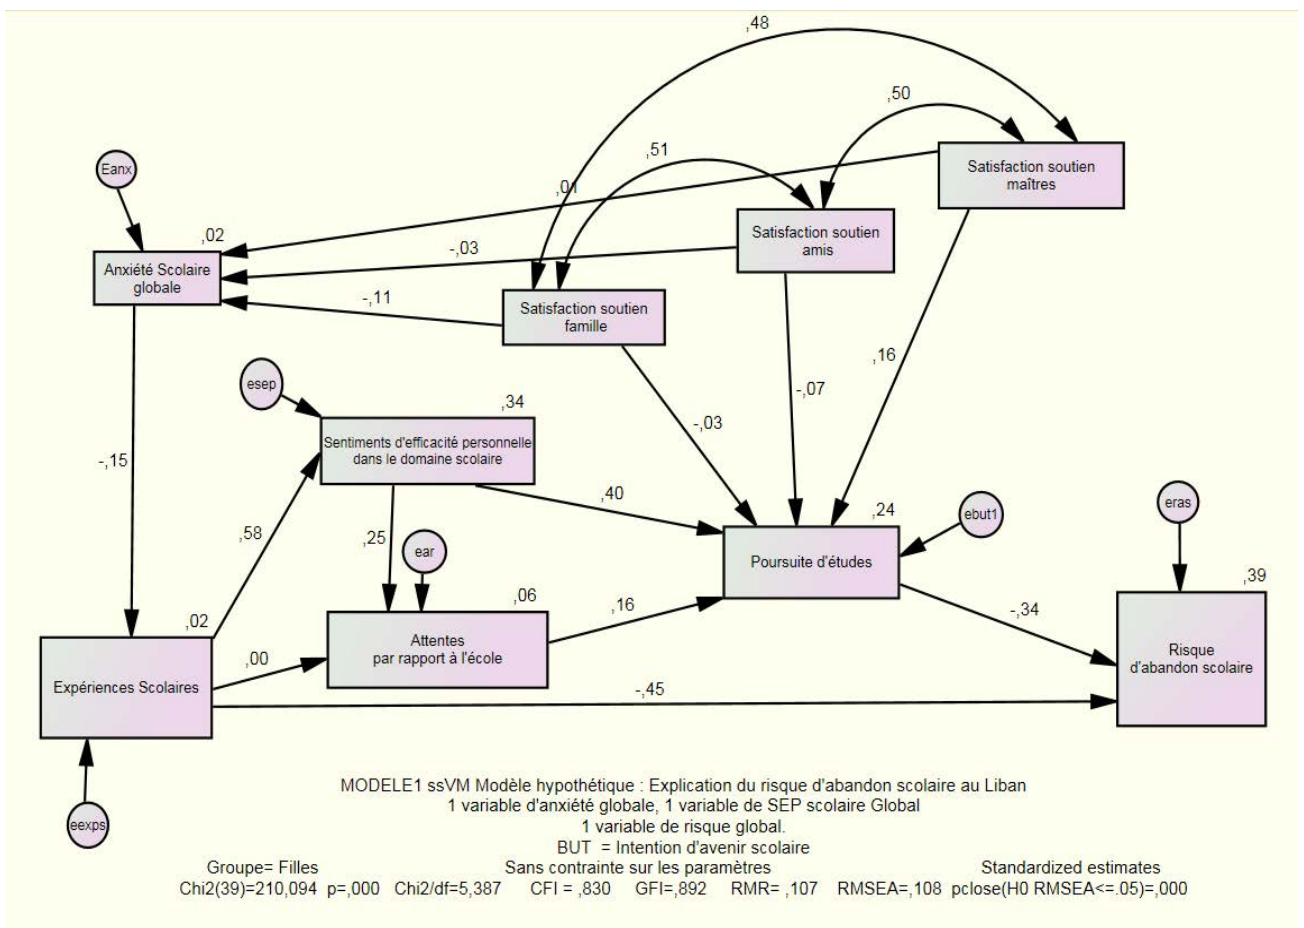 ,48
,50
,51
Satisfaction soutien
maîtres
Eanx
,01
,02
Satisfaction soutien
amis
-,03
Anxiété Scolaire
globale
-,11
Satisfaction soutien
famille
,16
esep
-,07
,34
-,03
Sentiments d'efficacité personnelle
dans le domaine scolaire
-,15
,40
,24
ebut1
eras
,58
,25
ear
Poursuite d'études
,39
,06
,16
-,34
,02
Attentes
par rapport à l'école
,00
Risque
d'abandon scolaire
Expériences Scolaires
-,45
eexps
MODELE1 ssVM Modèle hypothétique : Explication du risque d'abandon scolaire au Liban
1 variable d'anxiété globale, 1 variable de SEP scolaire Global
1 variable de risque global.
BUT = Intention d'avenir scolaire
Groupe= Filles Sans contrainte sur les paramètres Standardized estimates
Chi2(39)=210,094 p=,000 Chi2/df=5,387 CFI = ,830 GFI=,892 RMR= ,107 RMSEA=,108 pclose(H0 RMSEA<=.05)=,000